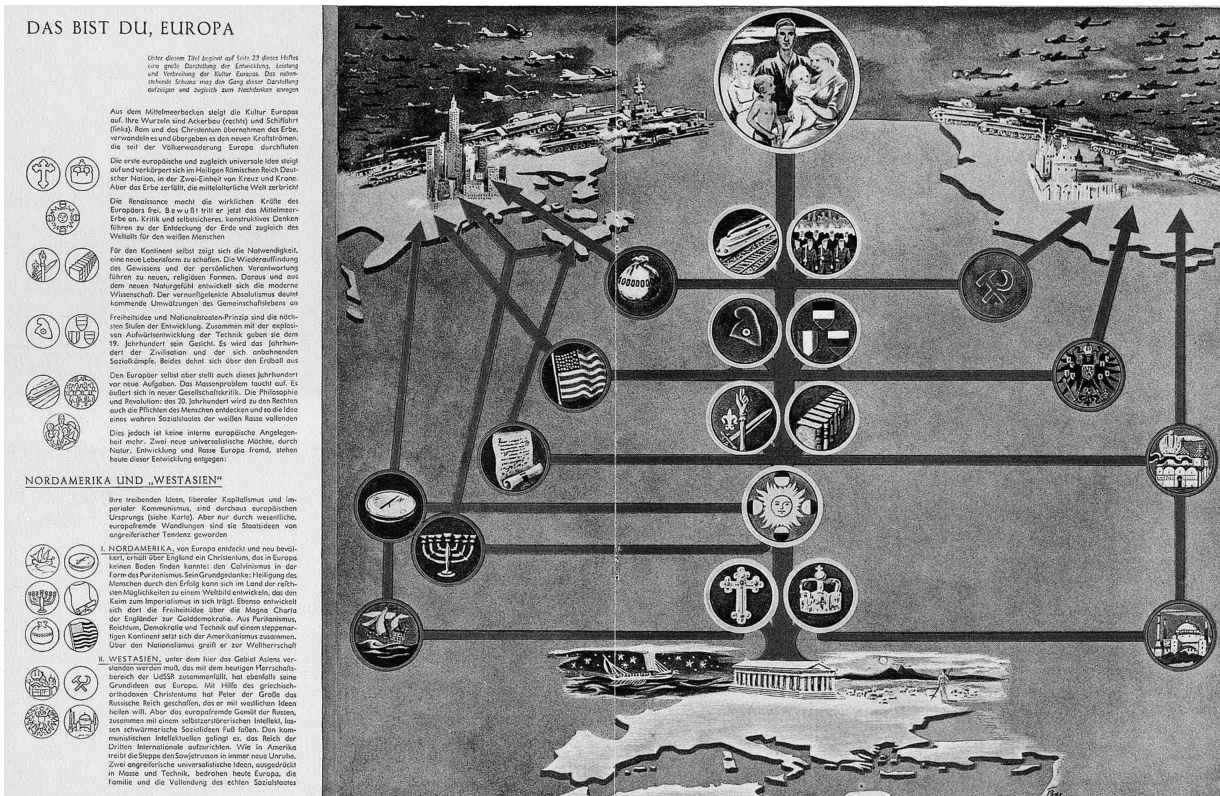 DAS BIST DU, EUROPA
Unter diesem Titel beginnt auf Seite 23 dieses Heftes
eine große Darstellung der Entwicklung, Leistung
und Verbreitung der Kultur Europas. Das neben-
stehende Schema mag den Gang dieser Darstellung
aufzeigen und zugleich zum Nachdenken anregen
Aus dem Mittelmeerbecken steigt die Kultur Europas
auf. Ihre Wurzeln sind Ackerbau (rechts) und Schiffahrt
(links). Rom und das Christentum übernehmen das Erbe,
verwandeln es und übergeben es den neuen Kraftströmen,
die seit der Völkerwanderung Europa durchfluten
Die erste europäische und zugleich universale Idee steigt
auf und verkörpert sich im Heiligen Römischen Reich Deut-
scher Nation, in der Zwei-Einheit von Kreuz und Krone.
Aber das Erbe zerfällt, die mittelalterliche Welt zerbricht
Die Renaissance macht die wirklichen Kräfte des
Europäers frei. Bewußt tritt er jetzt das Mittelmeer-
Erbe an. Kritik und selbstsicheres, konstruktives Denken
führen zu der Entdeckung der Erde und zugleich des
Weltalls für den weißen Menschen
Für den Kontinent selbst zeigt sich die Notwendigkeit,
eine neue Lebensform zu schaffen. Die Wiederauffindung
des Gewissens und der persönlichen Verantwortung
führen zu neuen, religiösen Formen. Daraus und aus
dem neuen Naturgefühl entwickelt sich die moderne
Wissenschaft. Der vernunftgelenkte Absolutismus deutet
kommende Umwälzungen des Gemeinschaftslebens an
Freiheitsidee und Nationalstaaten-Prinzip sind die näch-
sten Stufen der Entwicklung. Zusammen mit der explosi-
ven Aufwärtsentwicklung der Technik geben sie dem
19. Jahrhundert sein Gesicht. Es wird das Jahrhun-
dert der Zivilisation und der sich anbahnenden
Sozialkämpfe. Beides dehnt sich über den Erdball aus
Den Europäer selbst aber stellt auch dieses Jahrhundert
vor neue Aufgaben. Das Massenproblem taucht auf. Es
äußert sich in neuer Gesellschaftskritik. Die Philosophie
und Revolution: das 20. Jahrhundert wird zu den Rechten
auch die Pflichten des Menschen entdecken und so die Idee
eines wahren Sozialstaates der weißen Rasse vollenden
Dies jedoch ist keine interne europäische Angelegen-
heit mehr. Zwei neue universalistische Mächte, durch
Natur, Entwicklung und Rasse Europa fremd, stehen
heute dieser Entwicklung entgegen:
NORDAMERIKA UND „WESTASIEN"
Ihre treibenden Ideen, liberaler Kapitalismus und im-
perialer Kommunismus, sind durchaus europäischen
Ursprungs (siehe Karte). Aber nur durch wesentliche,
europafremde Wandlungen sind sie Staatsideen von
angreiferischer Tendenz geworden
I. NORDAMERIKA, von Europa entdeckt und neu bevöl-
kert, erhält über England ein Christentum, das in Europa
keinen Boden finden konnte: den Calvinismus in der
Form des Puritanismus. Sein Grundgedanke: Heiligung des
Menschen durch den Erfolg kann sich im Land der reich-
sten Möglichkeiten zu einem Weltbild entwickeln, das den
Keim zum Imperialismus in sich trägt. Ebenso entwickelt
sich dort die Freiheitsidee über die Magna Charta
der Engländer zur Golddemokratie. Aus Puritanismus,
Reichtum, Demokratie und Technik auf einem steppenar-
tigen Kontinent setzt sich der Amerikanismus zusammen.
Über den Nationalismus greift er zur Weltherrschaft
II. WESTASIEN, unter dem hier das Gebiet Asiens ver-
standen werden muß, das mit dem heutigen Herrschafts-
bereich der UdSSR zusammenfällt, hat ebenfalls seine
Grundideen aus Europa. Mit Hilfe des griechisch-
orthodoxen Christentums hat Peter der Große das
Russische Reich geschaffen, das er mit westlichen Ideen
heilen will. Aber das europafremde Gemüt der Russen,
zusammen mit einem selbstzerstörerischen Intellekt, las-
sen schwärmerische Sozialideen Fuß fassen. Den kom-
munistischen Intellektuellen gelingt es, das Reich der
Dritten Internationale aufzurichten. Wie in Amerika
treibt die Steppe den Sowjetrussen in immer neue Unruhe.
Zwei angreiferische universalistische Ideen, ausgedrückt
in Masse und Technik, bedrohen heute Europa, die
Familie und die Vollendung des echten Sozialstaates